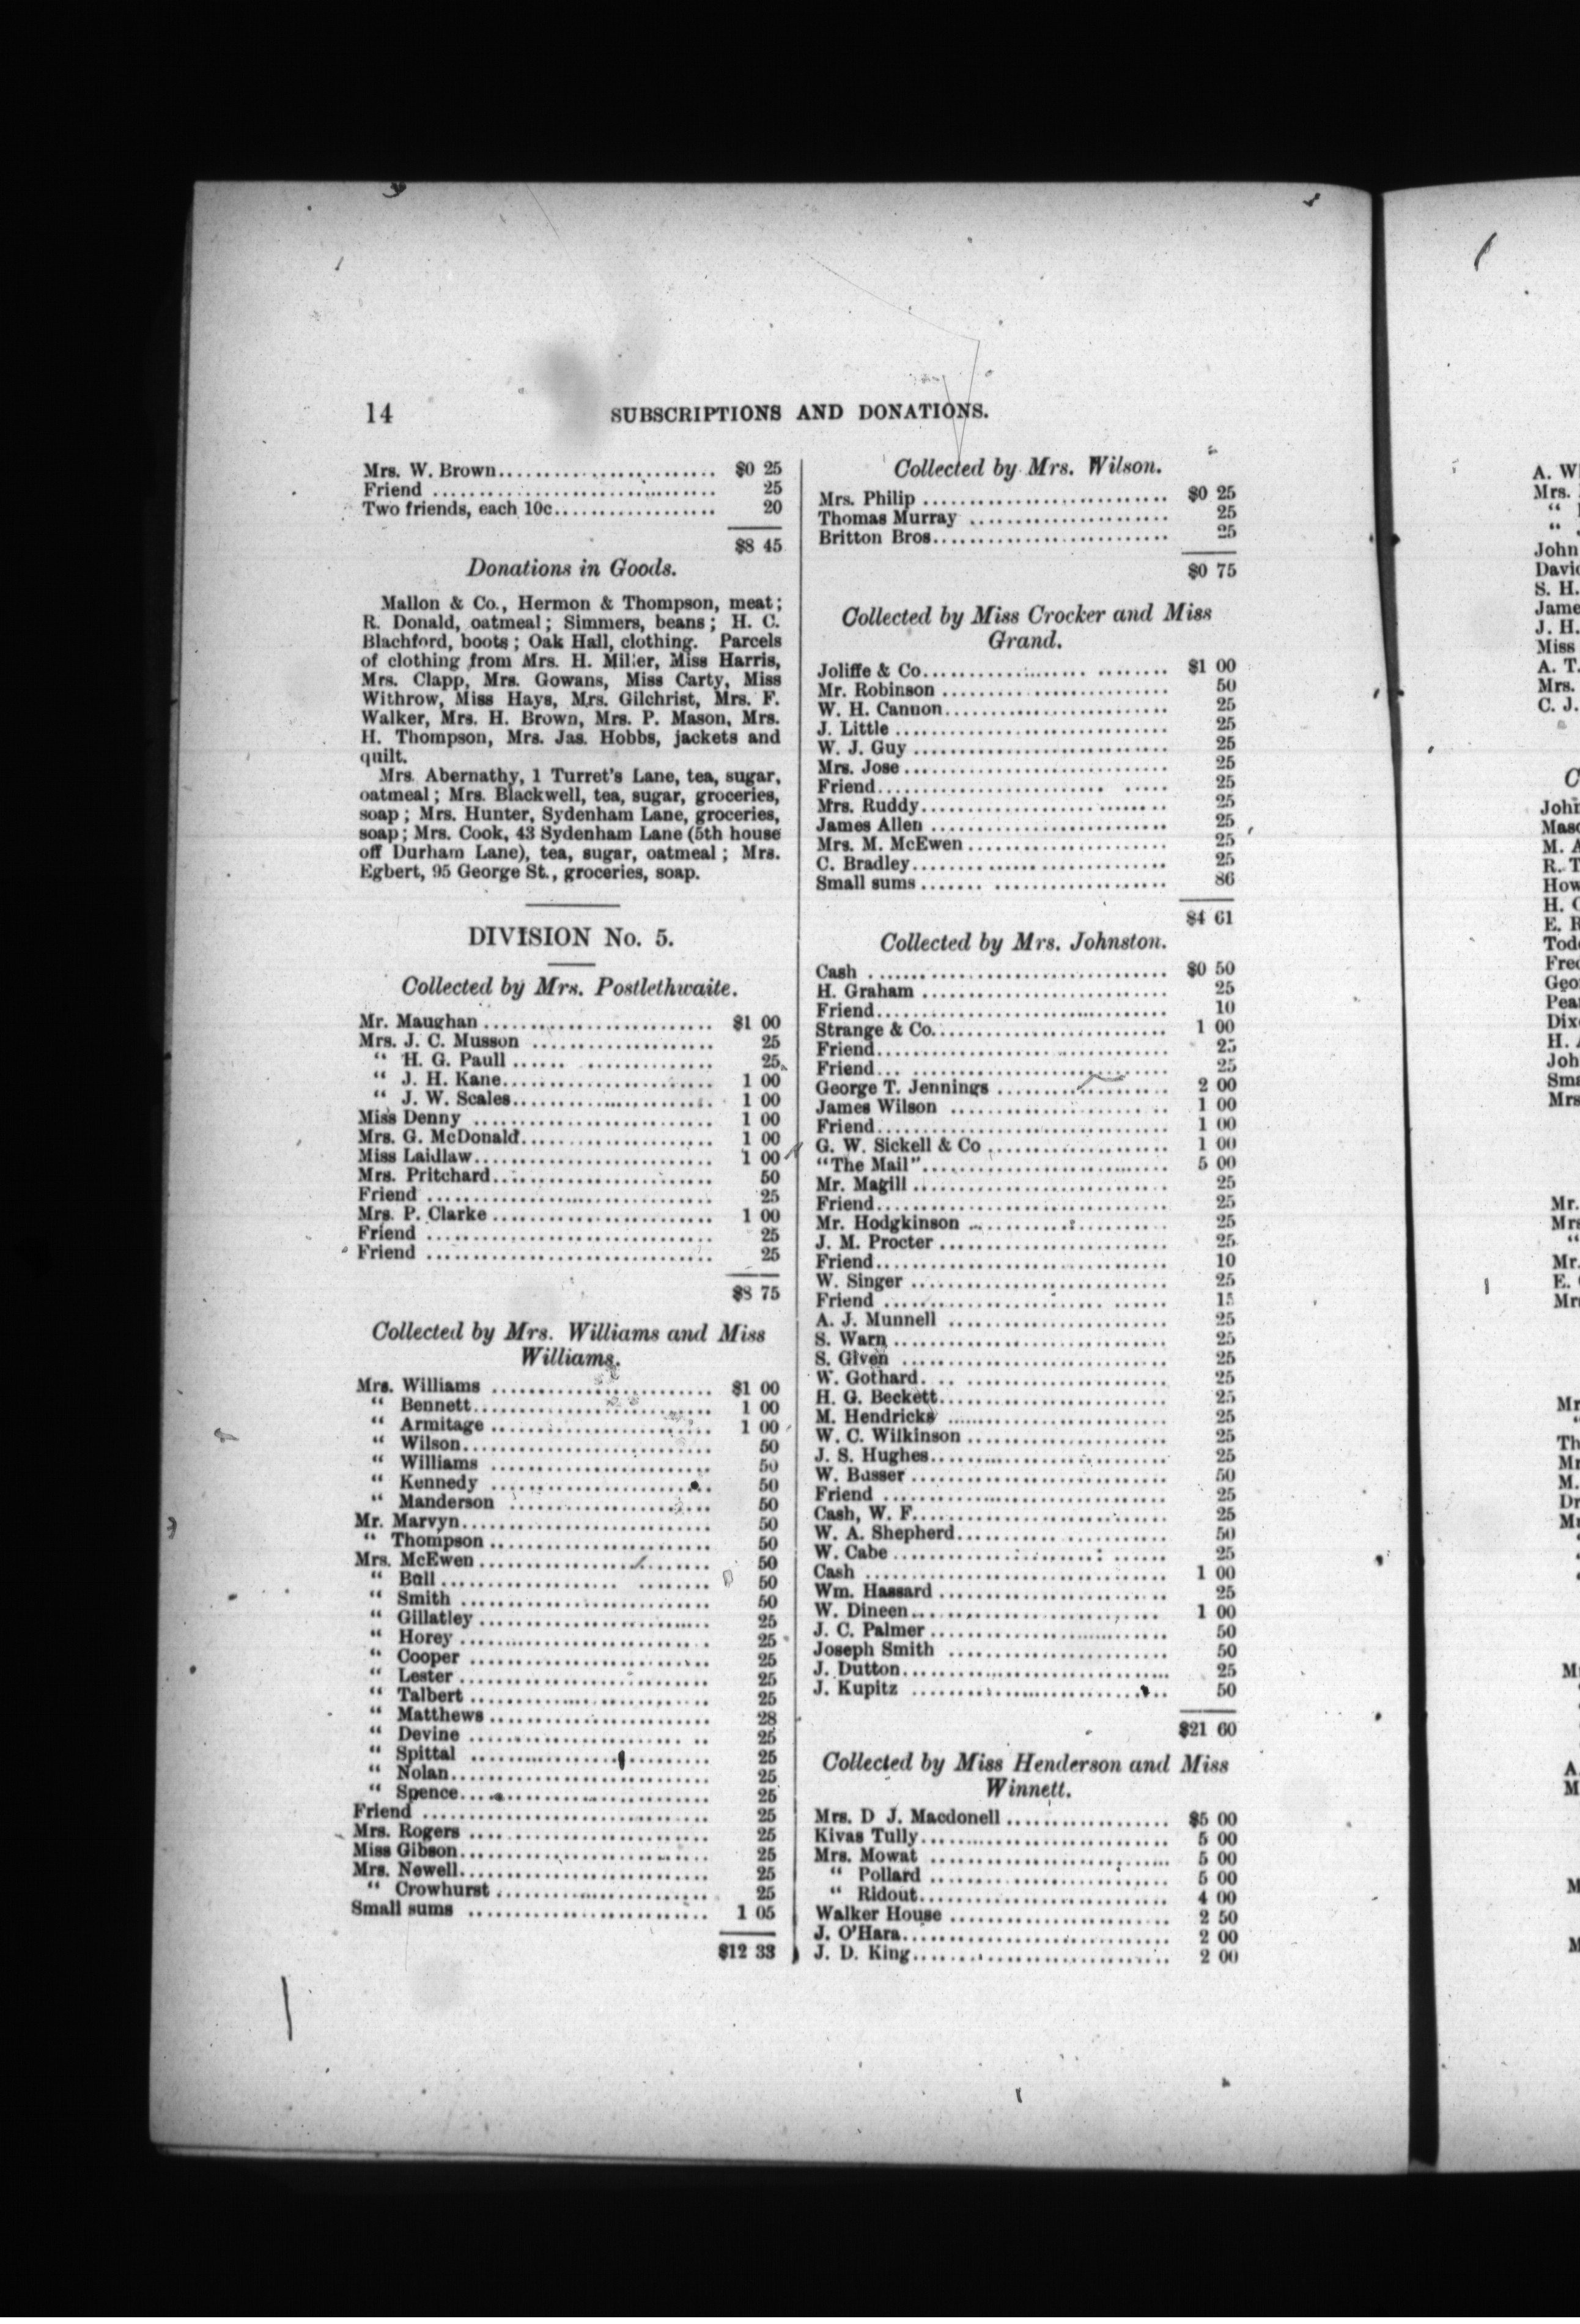 14 SUBSCRIPTIONS AND DONATIONS.
Mrs. W. Brown........................ $0 25
Friend ................................ 25
Two friends, each 10c.................. 20
$8 45
Donations in Goods.
Mallon & Co., Hermon & Thompson, meat;
R. Donald, oatmeal; Simmers, beans; H. C.
Blachford, boots; Oak Hall, clothing. Parcels
of clothing from Mrs. H. Miller, Miss Harris,
Mrs. Clapp, Mrs. Gowans, Miss Carty, Miss
Withrow, Miss Hays, Mrs. Gilchrist, Mrs. F.
Walker, Mrs. H. Brown, Mrs. P. Mason, Mrs.
H. Thompson, Mrs. Jas. Hobbs, jackets and
quilt.
Mrs. Abernathy, 1 Turret's Lane, tea, sugar,
oatmeal; Mrs. Blackwell, tea, sugar, groceries,
soap; Mrs. Hunter, Sydenham Lane, groceries,
soap; Mrs. Cook, 43 Sydenham Lane (5th house
off Durham Lane), tea, sugar, oatmeal; Mrs.
Egbert, 95 George St., groceries, soap.
DIVISION No. 5.
Collected by Mrs. Postlethwaite.
Mr. Maughan ......................... $1 00
Mrs. J. C. Musson .................... 25
" H. G. Paull ...... .............. 25
" J. H. Kane....................... 1 00
" J. W. Scales...................... 1 00
Miss Denny ......................... 1 00
Mrs. G. McDonald..................... 1 00
Miss Laidlaw.......................... 1 00
Mrs. Pritchard........................ 50
Friend ............................... 25
Mrs. P. Clarke ....................... 1 00
Friend ............................... 25
Friend ............................... 25
$8 75
Collected by Mrs. Williams and Miss
Williams.
Mrs. Williams ........................ $1 00
" Bennett.......................... 1 00
" Armitage ........................ 1 00
" Wilson........................... 50
" Williams ........................ 50
" Kennedy ........................ 50
" Manderson ...................... 50
Mr. Marvyn........................... 50
" Thompson ........................ 50
Mrs. McEwen......................... 50
" Ball................... ........ 50
" Smith ........................... 50
" Gillatley ......................... 25
" Horey ........................... 25
" Cooper .......................... 25
" Lester ........................... 25
" Talbert .......................... 25
" Matthews........................ 28
" Devine ....................... .. 25
" Spittal .......................... 25
" Nolan............................ 25
" Spence........................... 25
Friend ............................... 25
Mrs. Rogers .......................... 25
Miss Gibson........................... 25
Mrs. Newell........................... 25
" Crowhurst ....................... 25
Small sums .......................... 1 05
$12 33
Collected by Mrs. Wilson.
Mrs. Philip ........................... $0 25
Thomas Murray ...................... 25
Britton Bros.......................... 25
$0 75
Collected by Miss Crocker and Miss
Grand.
Joliffe & Co.................. ........ $1 00
Mr. Robinson ......................... 50
W. H. Cannon......................... 25
J. Little .............................. 25
W. J. Guy ............................ 25
Mrs. Jose............................. 25
Friend......................... ..... 25
Mrs. Ruddy........................... 25
James Allen .......................... 25
Mrs. M. McEwen...................... 25
C. Bradley............................ 25
Small sums ....... ................... 86
$4 61
Collected by Mrs. Johnston.
Cash ................................. $0 50
H. Graham ........................... 25
Friend................................ 10
Strange & Co.......................... 1 00
Friend................................ 25
Friend... ........................... 25
George T. Jennings ................... 2 00
James Wilson ........................ 1 00
Friend................................ 1 00
G. W. Sickell & Co .................... 1 00
"The Mail"........................... 5 00
Mr. Magill ............................ 25
Friend................................ 25
Mr. Hodgkinson ...................... 25
J. M. Procter ......................... 25
Friend................................ 10
W. Singer ............................ 25
Friend ............................... 15
A. J. Munnell ........................ 25
S. Warn.............................. 25
S. Given ............................. 25
W. Gothard.... ...................... 25
H. G. Beckett......................... 25
M. Hendricks ........................ 25
W. C. Wilkinson ...................... 25
J. S. Hughes.......................... 25
W. Busser ............................ 50
Friend ............................... 25
Cash, W. F............................ 25
W. A. Shepherd....................... 50
W. Cabe .............................. 25
Cash ................................. 1 00
Wm. Hassard ......................... 25
W. Dineen........................... 1 00
J. C. Palmer .......................... 50
Joseph Smith ........................ 50
J. Dutton............................. 25
J. Kupitz ............................ 50
$21 60
Collected by Miss Henderson and Miss
Winnett.
Mrs. D J. Macdonell .................. $5 00
Kivas Tully........................... 5 00
Mrs. Mowat .......................... 5 00
" Pollard .......................... 5 00
" Ridout........................... 4 00
Walker House ........................ 2 50
J. O'Hara............................. 2 00
J. D. King............................ 2 00
A. W
Mrs.
"
"
John
S. H.
J. H.
Miss
A. T.
Mrs.
C. J.
M. A
R. T
H. C
E. R
H. A
Mrs
Mr.
"
Mr.
E.
Mr
M.
Dr